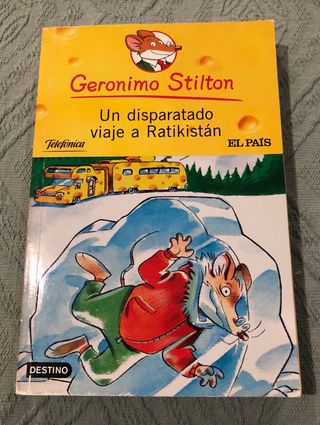 Geronimo Stilton
Un disparatado
viaje a Ratikistán
Telefónica
EL PAÍS
DESTINO